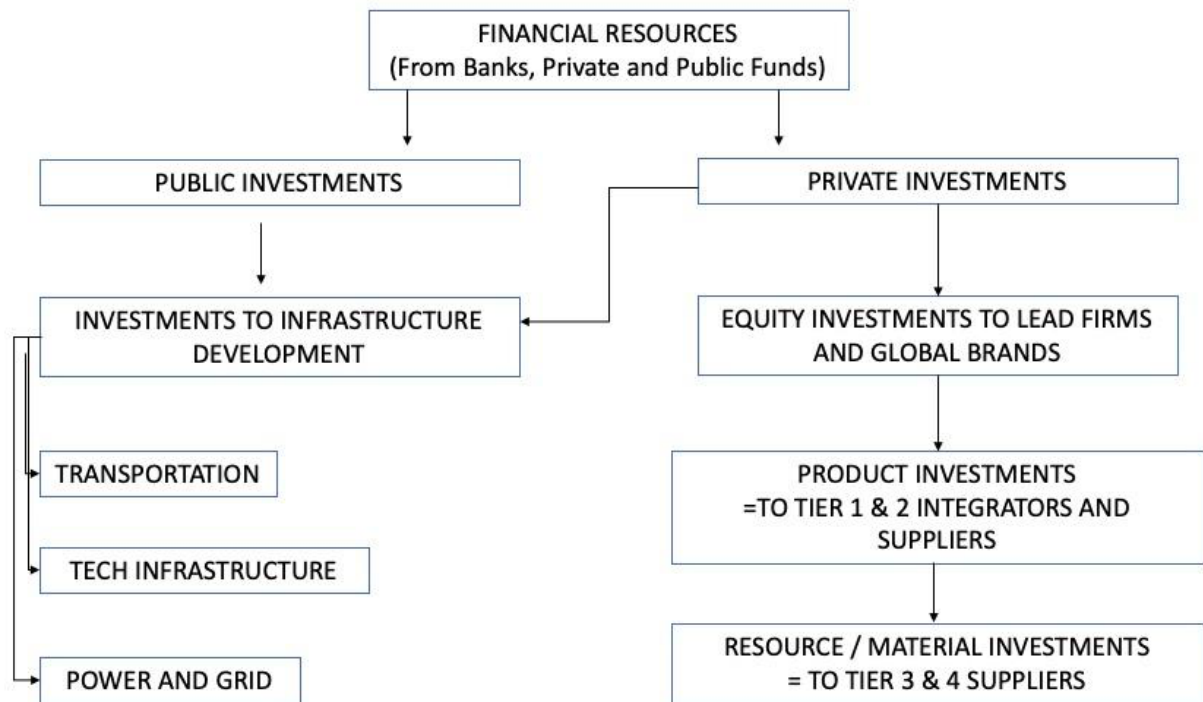 FINANCIAL RESOURCES
(From Banks, Private and Public Funds)
PUBLIC INVESTMENTS
PRIVATE INVESTMENTS
INVESTMENTS TO INFRASTRUCTURE
DEVELOPMENT
EQUITY INVESTMENTS TO LEAD FIRMS
AND GLOBAL BRANDS
TRANSPORTATION
PRODUCT INVESTMENTS
=TO TIER 1 & 2 INTEGRATORS AND
SUPPLIERS
TECH INFRASTRUCTURE
RESOURCE / MATERIAL INVESTMENTS
= TO TIER 3 & 4 SUPPLIERS
POWER AND GRID